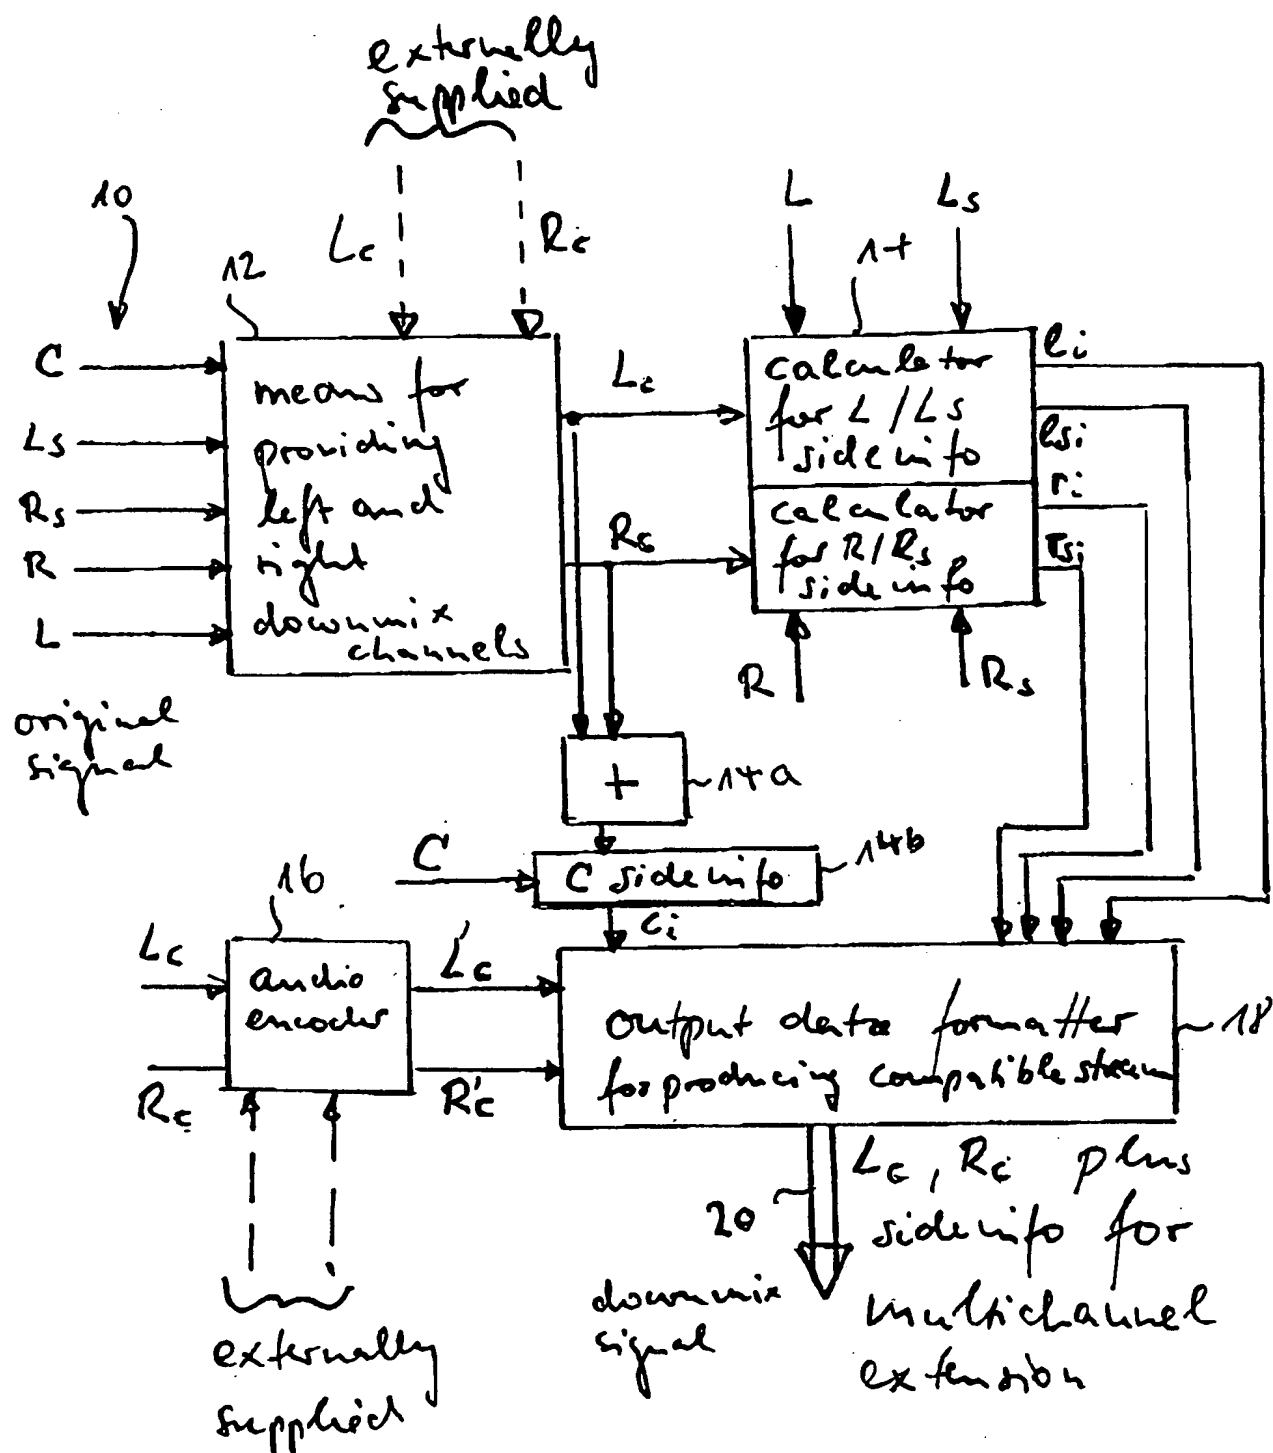 externally
supplied
10
12
Lc
Rc
L
Ls
14
C
Ls
Rs
R
L
means for
providing
left and
right
downmix
channels
Lc
Rc
calculator
for L / Ls
side info
calculator
for R / Rs
side info
li
lsi
ri
rsi
R
Rs
original
signal
+
14a
C
C side info
14b
ci
16
Lc
Rc
audio
encoder
L'c
R'c
output data formatter
for producing compatible stream
18
20
Lc, Rc plus
side info for
multichannel
extension
downmix
signal
externally
supplied